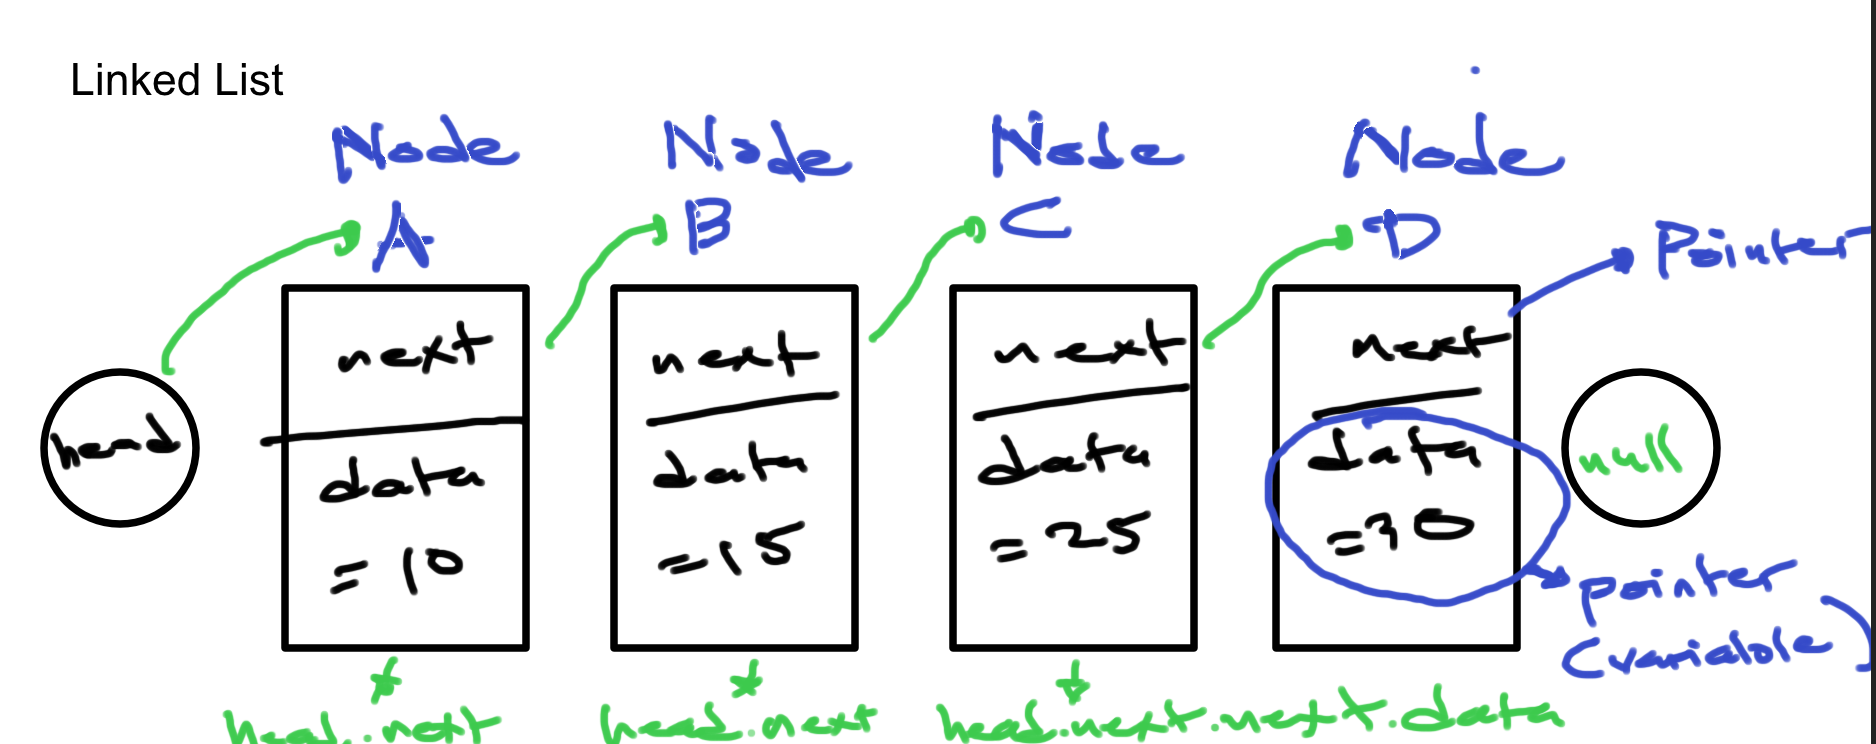 Linked List
Node Node Node Node
A B C D
Pointer
next next next next
head
data data data data
null
= 10 = 15 = 25 = 30
pointer
(variable)
head.next head.next head.next.next.data